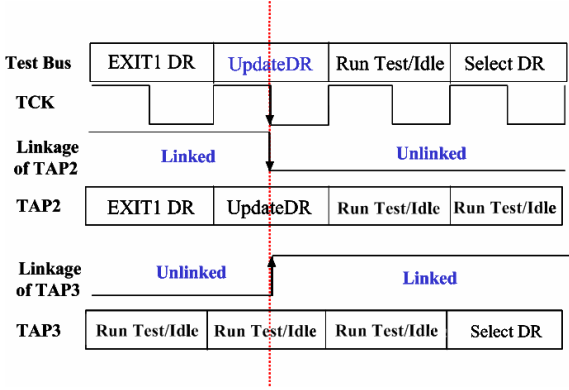 Test Bus EXIT1 DR UpdateDR Run Test/Idle Select DR
TCK
Linkage
of TAP2
Linked Unlinked
TAP2 EXIT1 DR UpdateDR Run Test/Idle Run Test/Idle
Linkage
of TAP3
Unlinked Linked
TAP3 Run Test/Idle Run Test/Idle Run Test/Idle Select DR